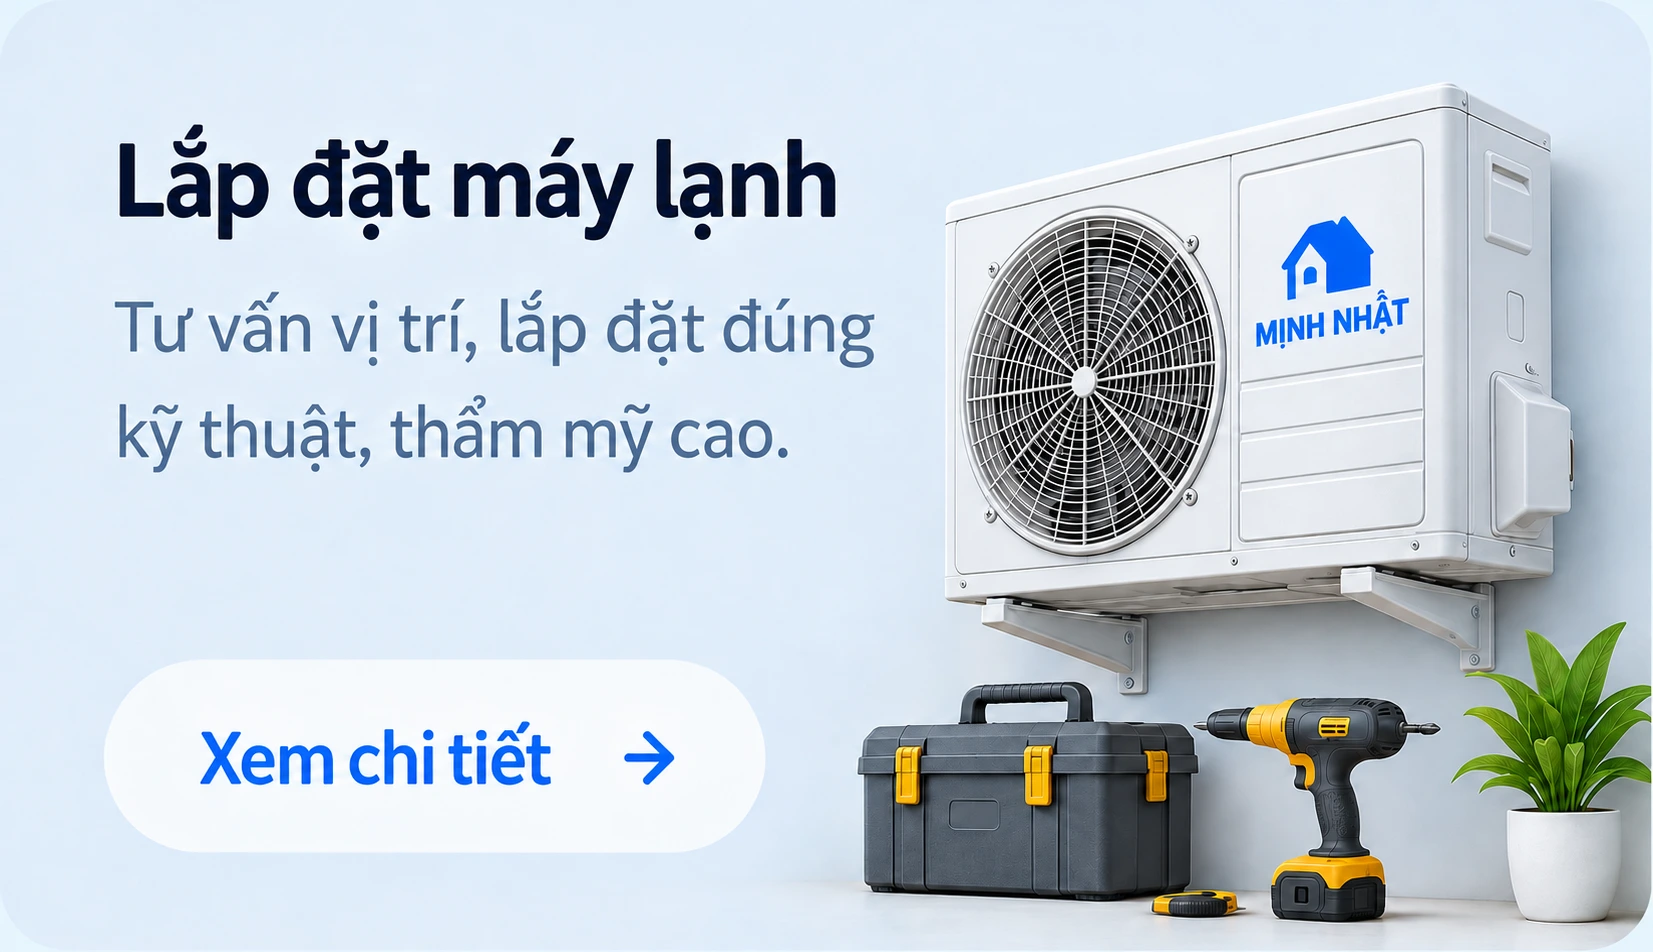 Lắp đặt máy lạnh
Tư vấn vị trí, lắp đặt đúng
kỹ thuật, thẩm mỹ cao.
Xem chi tiết
MỊNH NHẬT